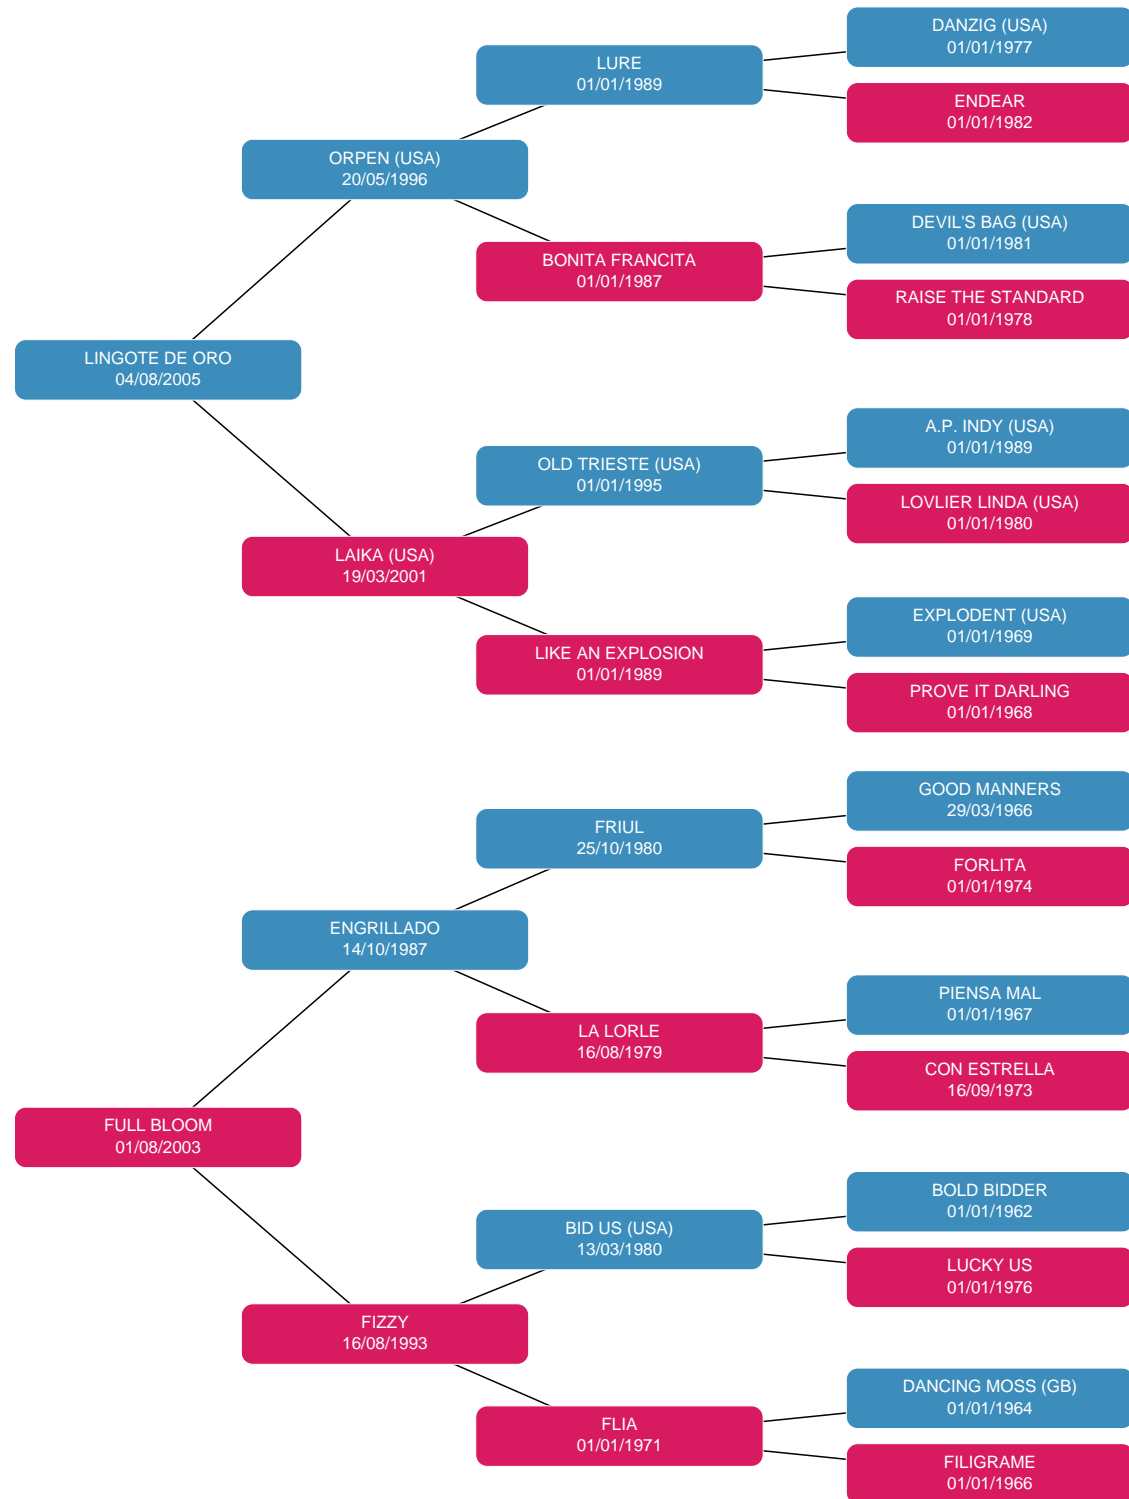 DANZIG (USA)
01/01/1977
LURE
01/01/1989
ENDEAR
01/01/1982
ORPEN (USA)
20/05/1996
DEVIL'S BAG (USA)
01/01/1981
BONITA FRANCITA
01/01/1987
RAISE THE STANDARD
01/01/1978
LINGOTE DE ORO
04/08/2005
A.P. INDY (USA)
01/01/1989
OLD TRIESTE (USA)
01/01/1995
LOVLIER LINDA (USA)
01/01/1980
LAIKA (USA)
19/03/2001
EXPLODENT (USA)
01/01/1969
LIKE AN EXPLOSION
01/01/1989
PROVE IT DARLING
01/01/1968
GOOD MANNERS
29/03/1966
FRIUL
25/10/1980
FORLITA
01/01/1974
ENGRILLADO
14/10/1987
PIENSA MAL
01/01/1967
LA LORLE
16/08/1979
CON ESTRELLA
16/09/1973
FULL BLOOM
01/08/2003
BOLD BIDDER
01/01/1962
BID US (USA)
13/03/1980
LUCKY US
01/01/1976
FIZZY
16/08/1993
DANCING MOSS (GB)
01/01/1964
FLIA
01/01/1971
FILIGRAME
01/01/1966